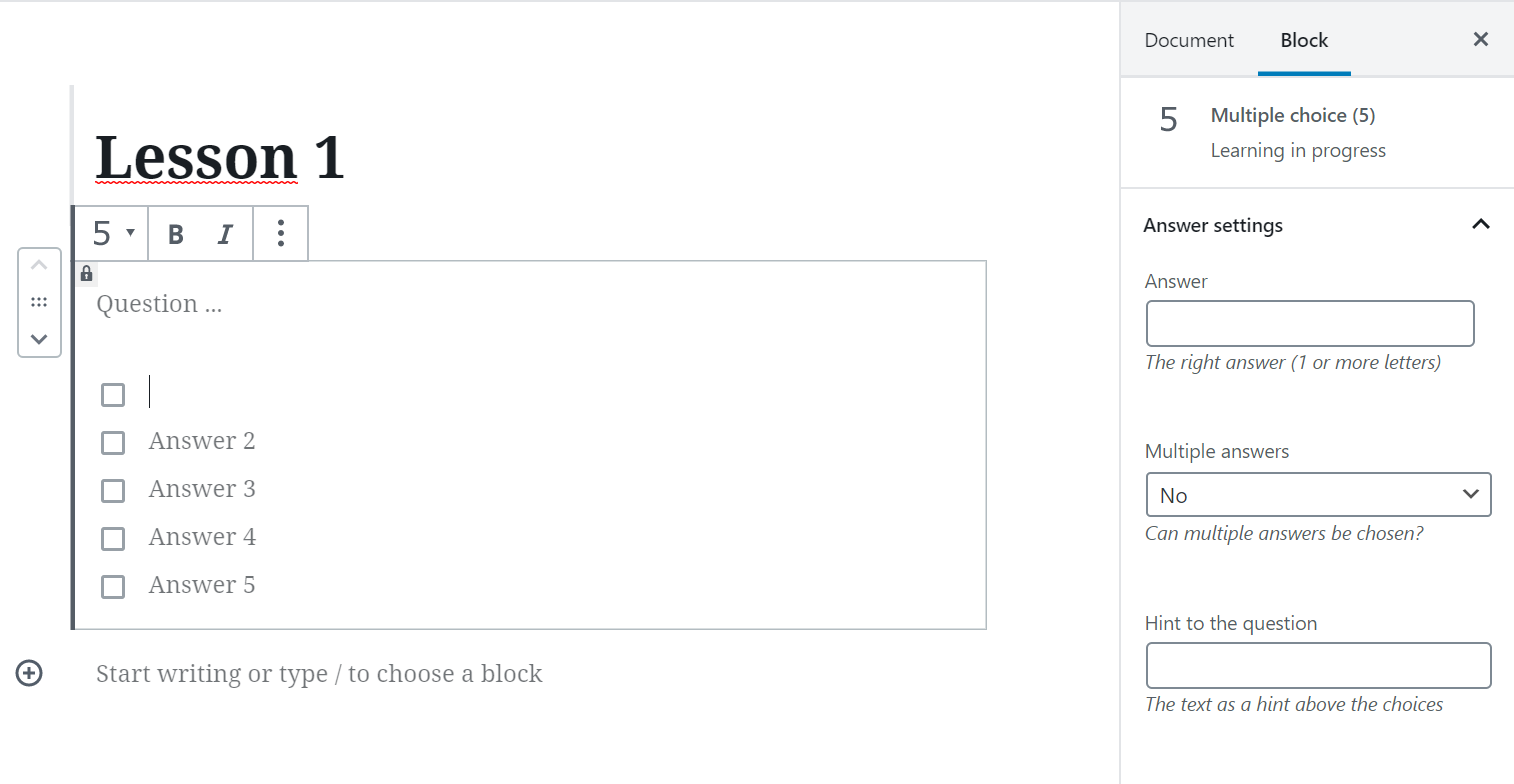 Lesson 1
5
B I
Question ...
Answer 2
Answer 3
Answer 4
Answer 5
Start writing or type / to choose a block
Document Block
5 Multiple choice (5)
Learning in progress
Answer settings
Answer
The right answer (1 or more letters)
Multiple answers
No
Can multiple answers be chosen?
Hint to the question
The text as a hint above the choices